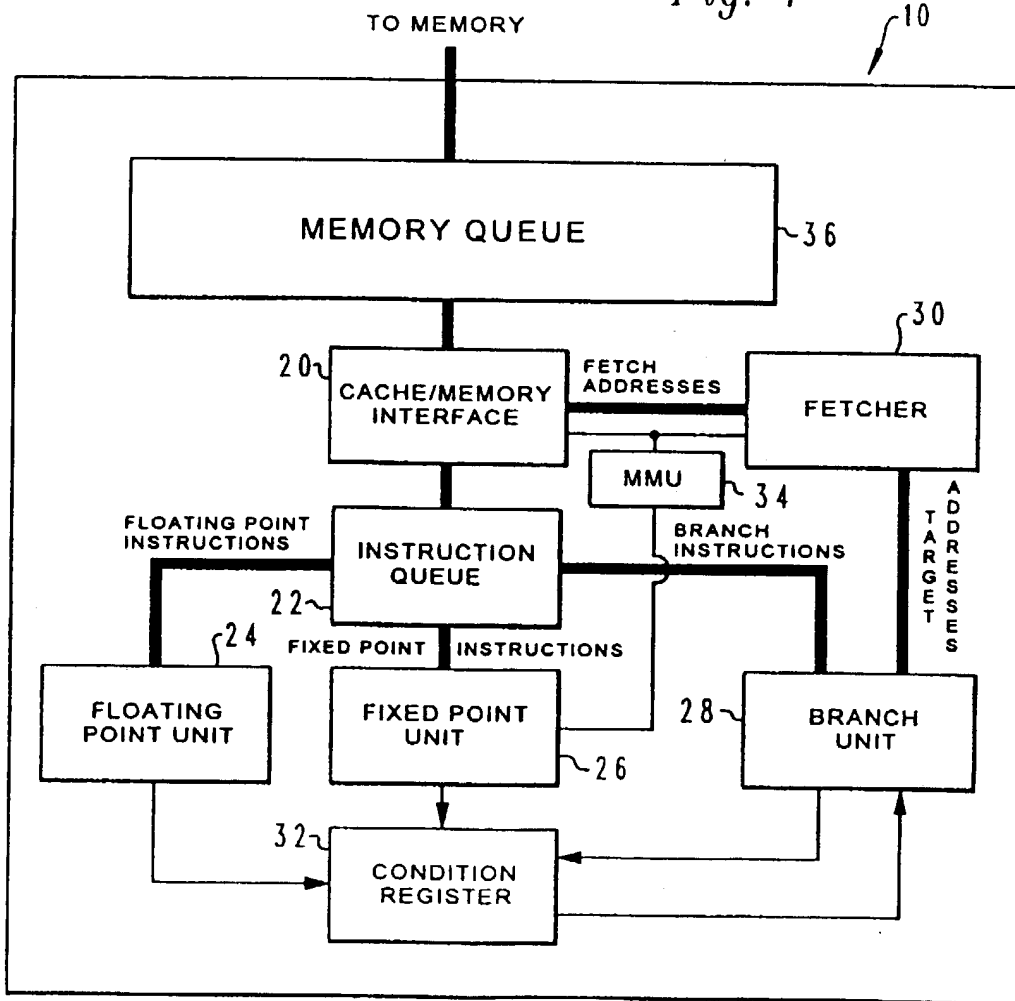 Fig. 1
TO MEMORY
10
MEMORY QUEUE
36
20
CACHE/MEMORY
INTERFACE
FETCH
ADDRESSES
30
FETCHER
MMU
34
FLOATING POINT
INSTRUCTIONS
INSTRUCTION
QUEUE
22
BRANCH
INSTRUCTIONS
TARGET
ADDRESSES
FIXED POINT INSTRUCTIONS
24
FLOATING
POINT UNIT
FIXED POINT
UNIT
26
28
BRANCH
UNIT
32
CONDITION
REGISTER